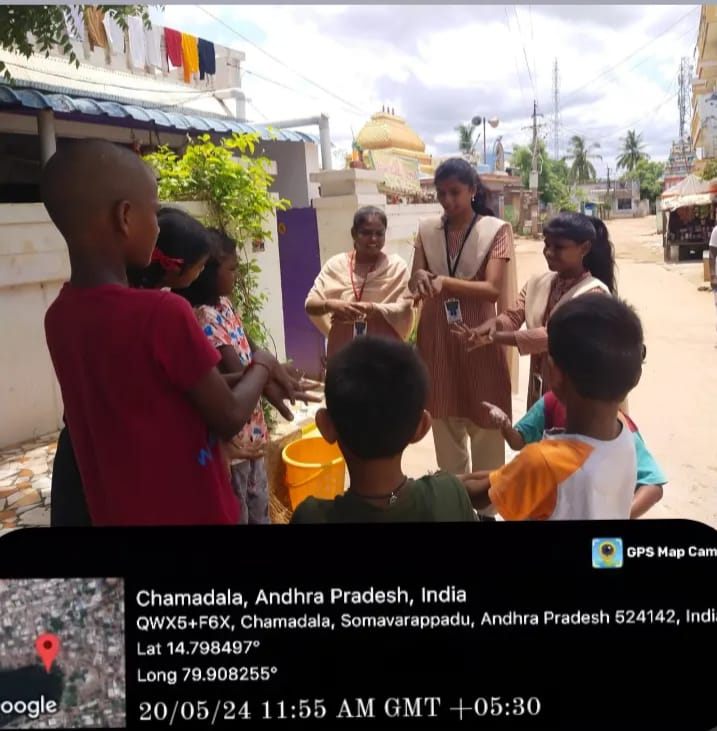 GPS Map Cam
Chamadala, Andhra Pradesh, India
QWX5+F6X, Chamadala, Somavarappadu, Andhra Pradesh 524142, Indi
Lat 14.798497°
Long 79.908255°
20/05/24 11:55 AM GMT +05:30
oogle